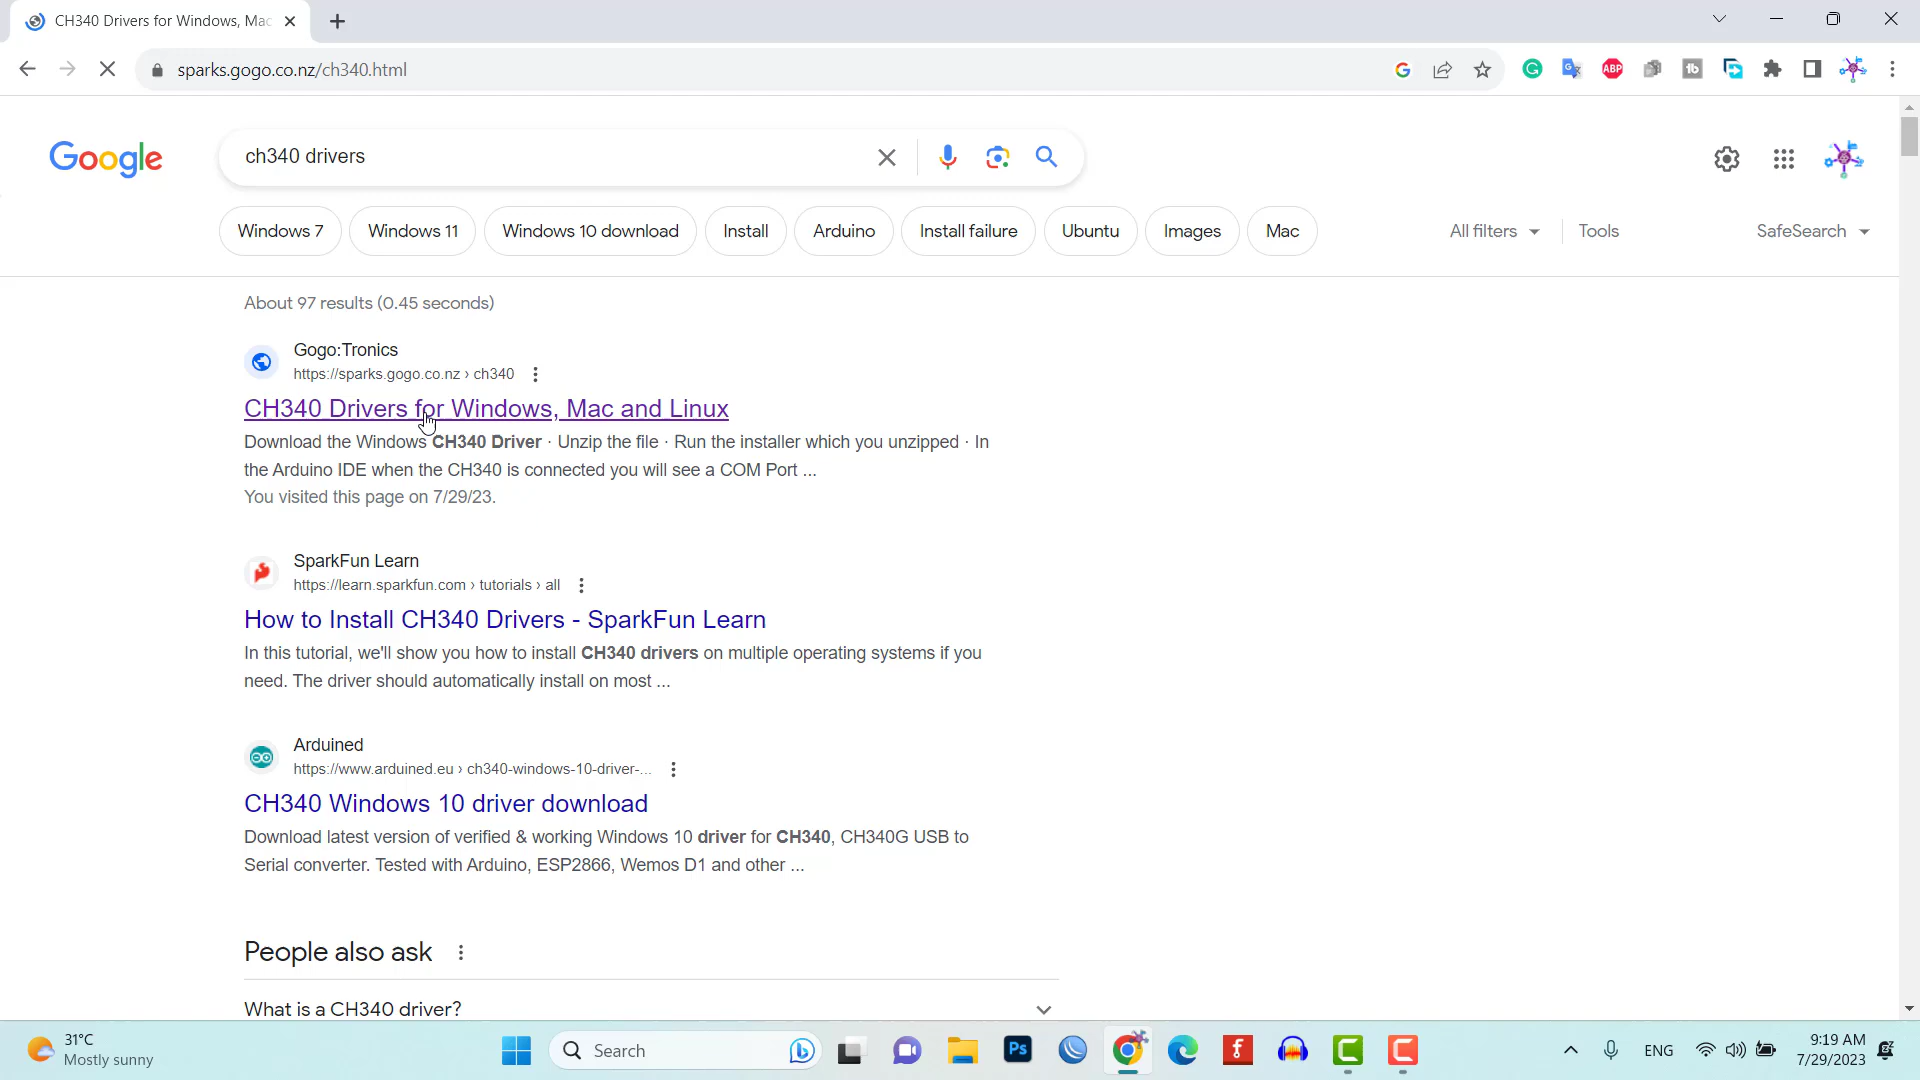 CH340 Drivers for Windows, Mac
sparks.gogo.co.nz/ch340.html
ABP
Google
ch340 drivers
Windows 7
Windows 11
Windows 10 download
Install
Arduino
Install failure
Ubuntu
Images
Mac
All filters
Tools
SafeSearch
About 97 results (0.45 seconds)
Gogo:Tronics
https://sparks.gogo.co.nz › ch340
CH340 Drivers for Windows, Mac and Linux
Download the Windows CH340 Driver · Unzip the file · Run the installer which you unzipped · In
the Arduino IDE when the CH340 is connected you will see a COM Port ...
You visited this page on 7/29/23.
SparkFun Learn
https://learn.sparkfun.com › tutorials › all
How to Install CH340 Drivers - SparkFun Learn
In this tutorial, we'll show you how to install CH340 drivers on multiple operating systems if you
need. The driver should automatically install on most ...
Arduined
https://www.arduined.eu › ch340-windows-10-driver-...
CH340 Windows 10 driver download
Download latest version of verified & working Windows 10 driver for CH340, CH340G USB to
Serial converter. Tested with Arduino, ESP2866, Wemos D1 and other ...
People also ask
What is a CH340 driver?
31°C
Mostly sunny
Search
Ps
ENG
9:19 AM
7/29/2023